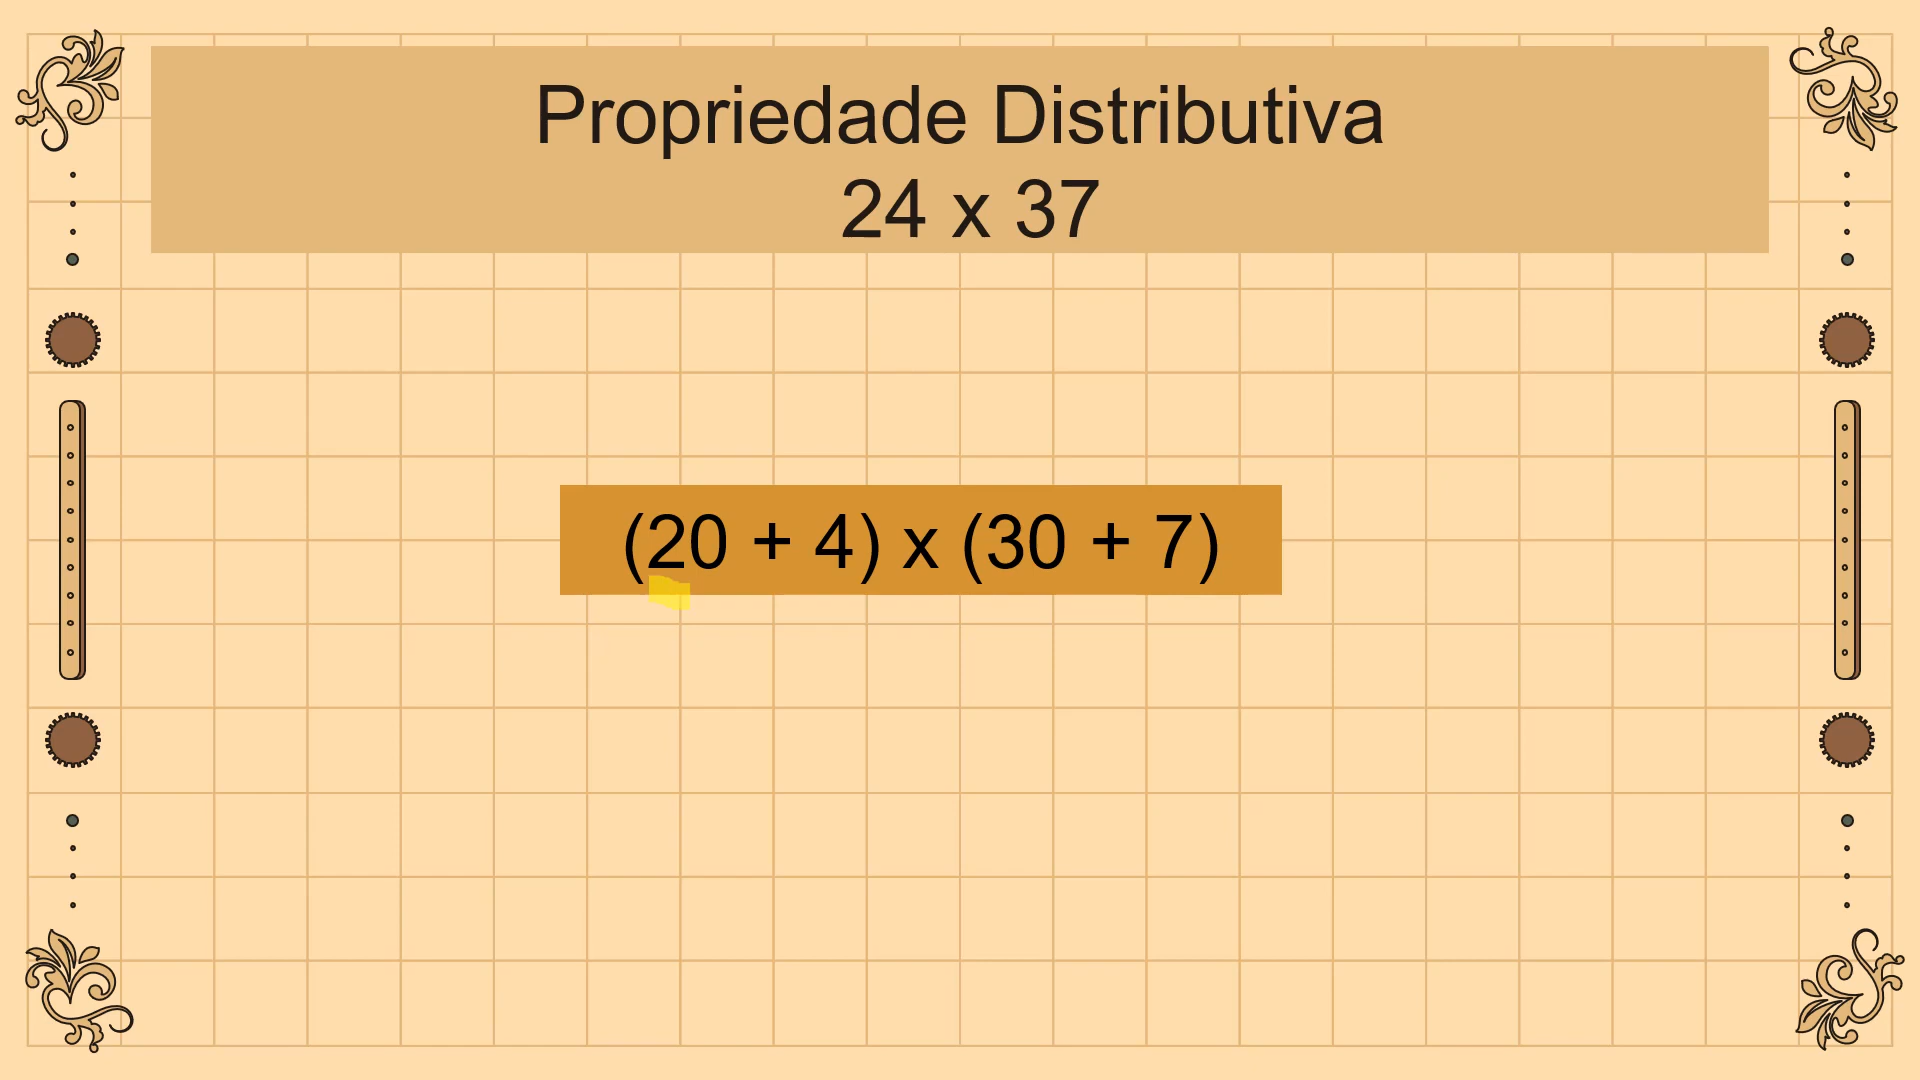 Propriedade Distributiva
24 x 37
(20 + 4) x (30 + 7)